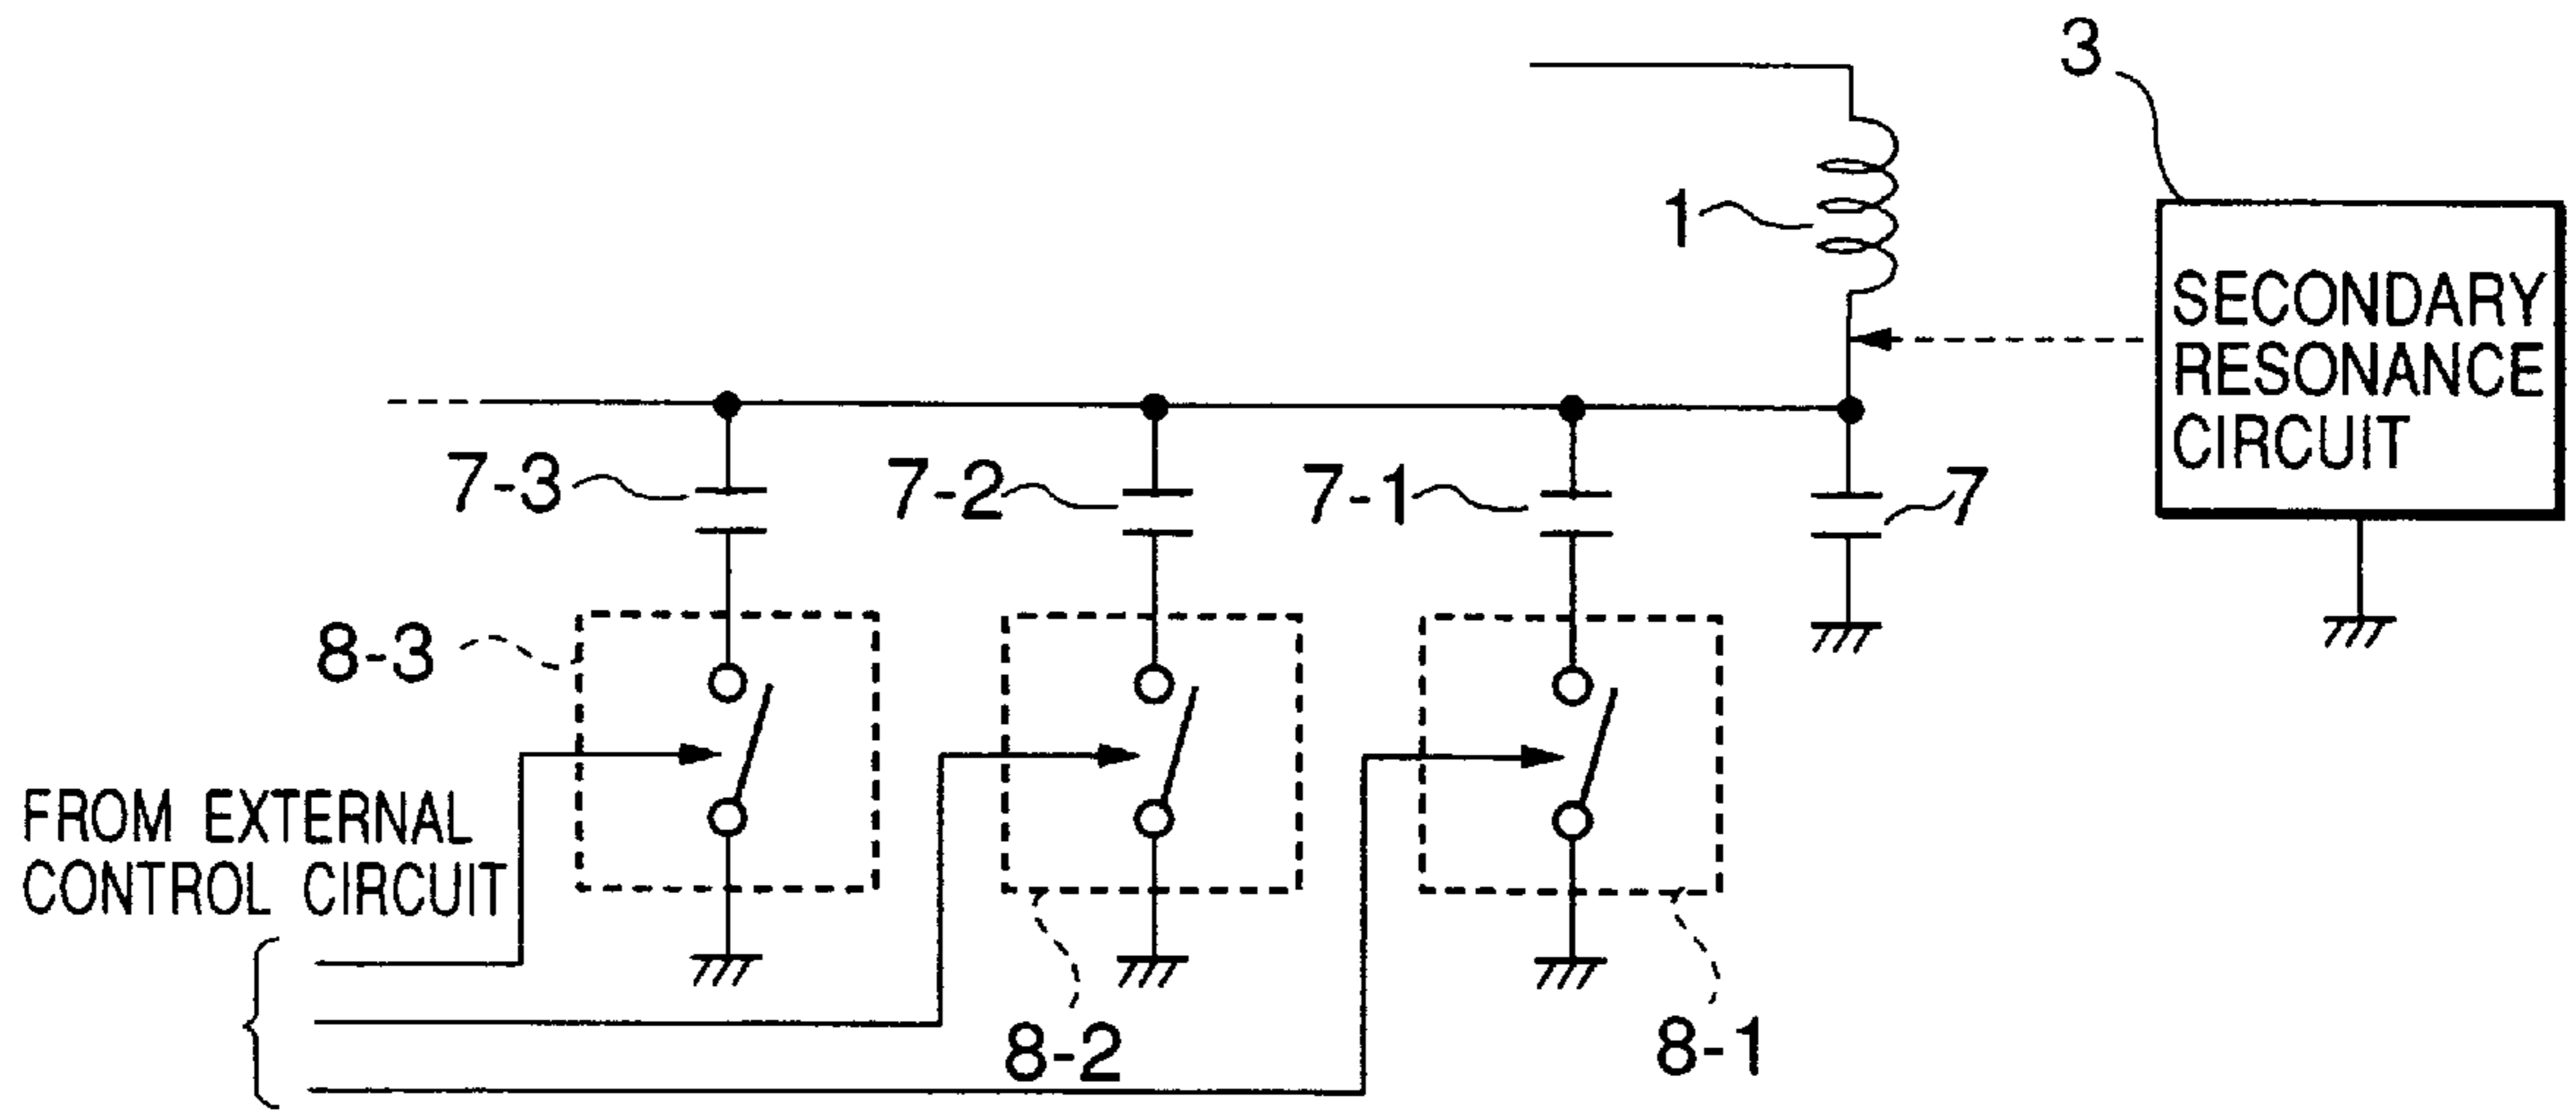 3
1
SECONDARY
RESONANCE
CIRCUIT
7-3
7-2
7-1
7
8-3
FROM EXTERNAL
CONTROL CIRCUIT
8-2
8-1